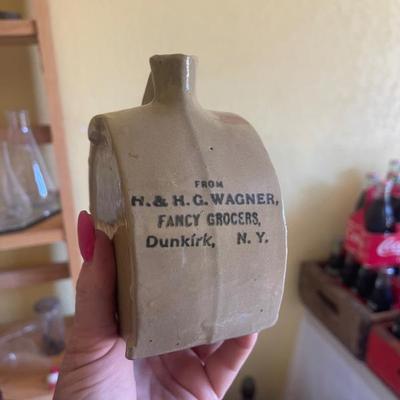 FROM
H. & H. G. WAGNER,
FANCY GROCERS,
Dunkirk, N. Y.